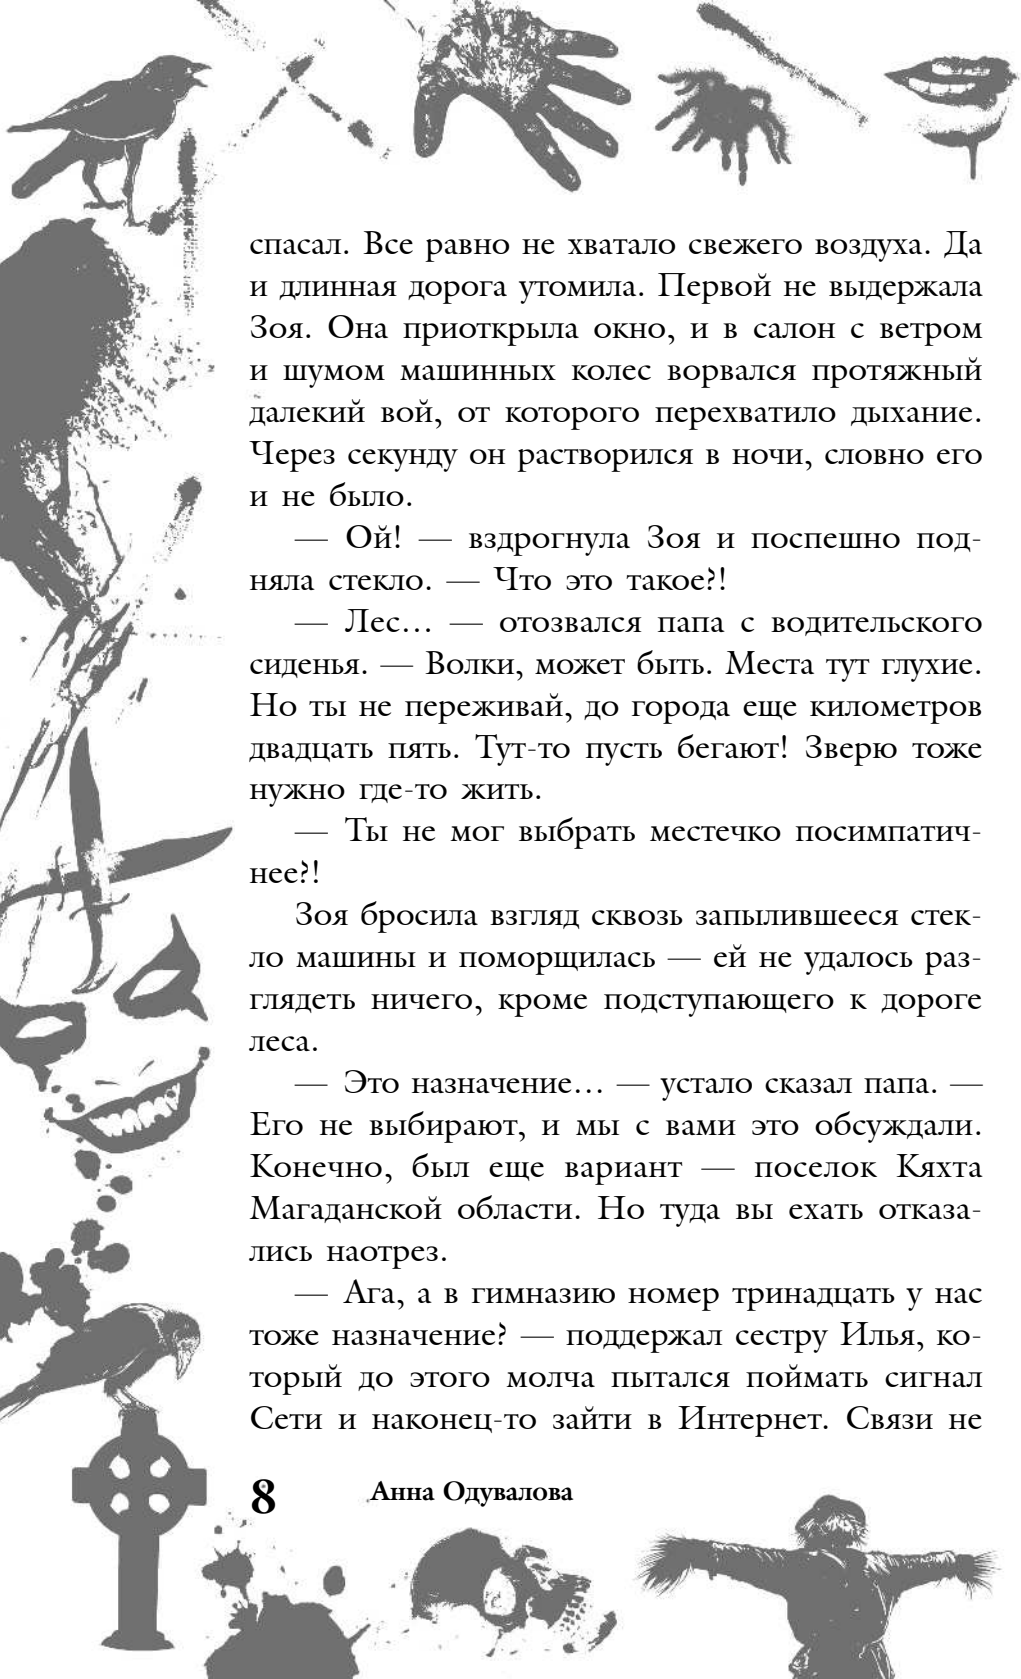 спасал. Все равно не хватало свежего воздуха. Да
и длинная дорога утомила. Первой не выдержала
Зоя. Она приоткрыла окно, и в салон с ветром
и шумом машинных колес ворвался протяжный
далекий вой, от которого перехватило дыхание.
Через секунду он растворился в ночи, словно его
и не было.
— Ой! — вздрогнула Зоя и поспешно под-
няла стекло. — Что это такое?!
— Лес… — отозвался папа с водительского
сиденья. — Волки, может быть. Места тут глухие.
Но ты не переживай, до города еще километров
двадцать пять. Тут-то пусть бегают! Зверю тоже
нужно где-то жить.
— Ты не мог выбрать местечко посимпатич-
нее?!
Зоя бросила взгляд сквозь запылившееся стек-
ло машины и поморщилась — ей не удалось раз-
глядеть ничего, кроме подступающего к дороге
леса.
— Это назначение… — устало сказал папа. —
Его не выбирают, и мы с вами это обсуждали.
Конечно, был еще вариант — поселок Кяхта
Магаданской области. Но туда вы ехать отказа-
лись наотрез.
— Ага, а в гимназию номер тринадцать у нас
тоже назначение? — поддержал сестру Илья, ко-
торый до этого молча пытался поймать сигнал
Сети и наконец-то зайти в Интернет. Связи не
8 Анна Одувалова